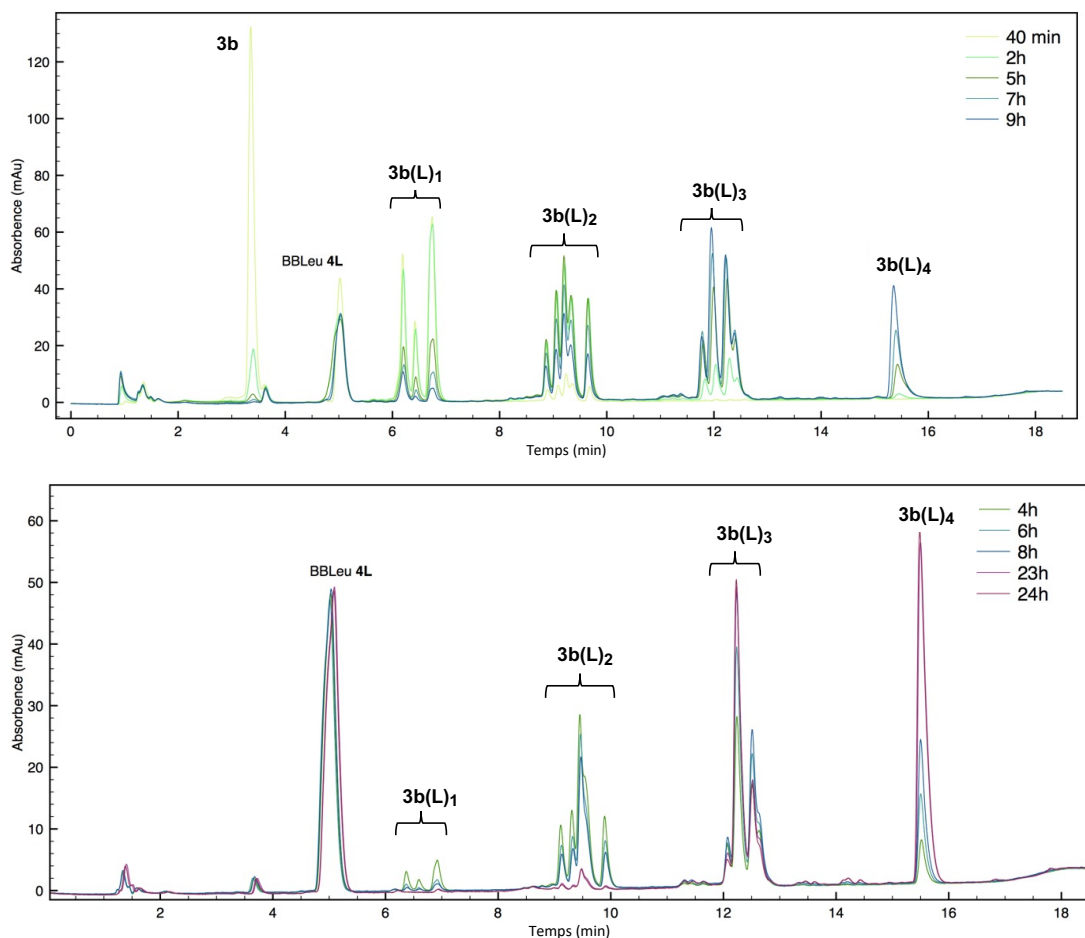 3b
3b(L)1
BBLeu 4L
3b(L)2
3b(L)3
3b(L)4
40 min
2h
5h
7h
9h
Absorbence (mAu)
120
100
80
60
40
20
0
0 2 4 6 8 10 12 14 16 18
Temps (min)
BBLeu 4L
3b(L)1
3b(L)2
3b(L)3
3b(L)4
4h
6h
8h
23h
24h
Absorbence (mAu)
60
50
40
30
20
10
0
2 4 6 8 10 12 14 16 18
Temps (min)